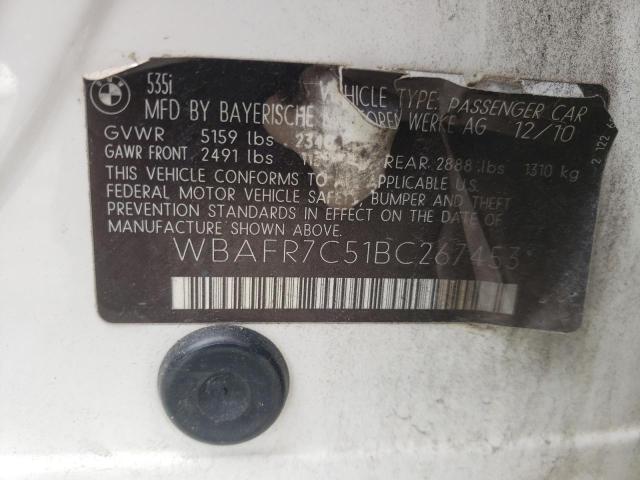 BMW
535i VEHICLE TYPE: PASSENGER CAR
MFD BY BAYERISCHE WERKE AG 12/10
GVWR 5159 lbs
GAWR FRONT 2491 lbs REAR 2888 lbs 1310 kg
THIS VEHICLE CONFORMS TO APPLICABLE U.S.
FEDERAL MOTOR VEHICLE SAFETY, BUMPER AND THEFT
PREVENTION STANDARDS IN EFFECT ON THE DATE OF
MANUFACTURE SHOWN ABOVE.
WBAFR7C51BC267453